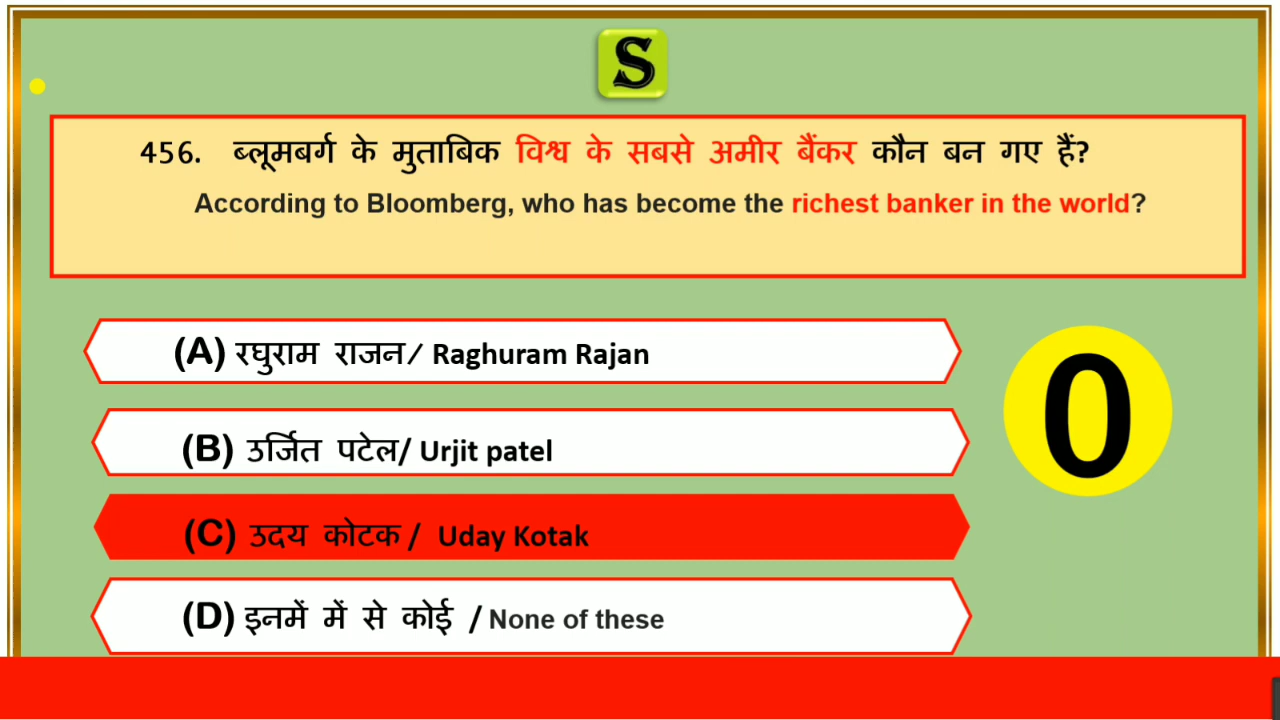 S
456. ब्लूमबर्ग के मुताबिक विश्व के सबसे अमीर बैंकर कौन बन गए हैं?
According to Bloomberg, who has become the richest banker in the world?
(A) रघुराम राजन/ Raghuram Rajan
(B) उर्जित पटेल/ Urjit patel
(C) उदय कोटक / Uday Kotak
(D) इनमें में से कोई / None of these
0